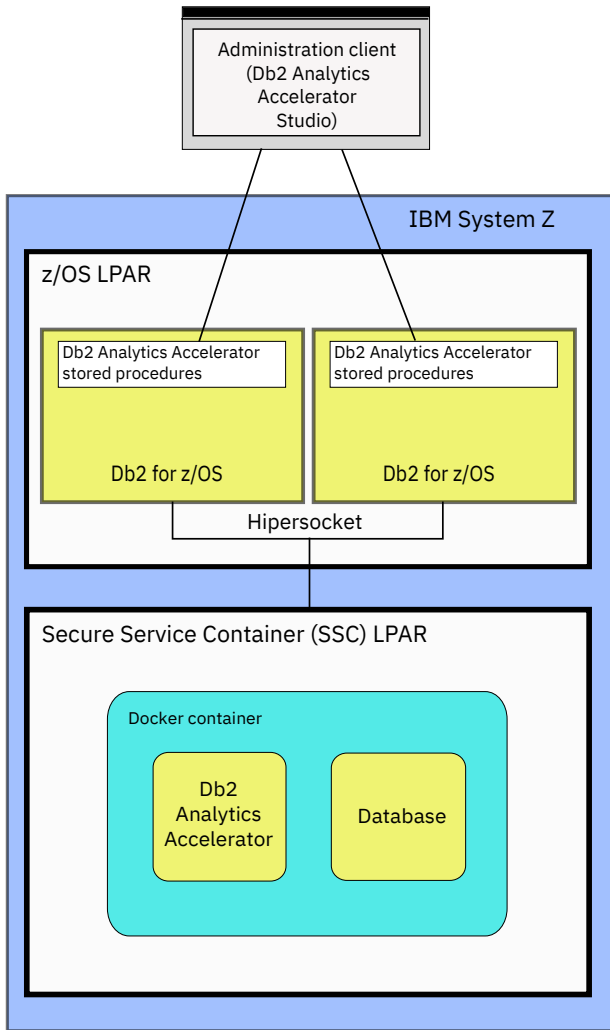 Administration client
(Db2 Analytics
Accelerator
Studio)
IBM System Z
z/OS LPAR
Db2 Analytics Accelerator
stored procedures
Db2 for z/OS
Db2 Analytics Accelerator
stored procedures
Db2 for z/OS
Hipersocket
Secure Service Container (SSC) LPAR
Docker container
Db2
Analytics
Accelerator
Database